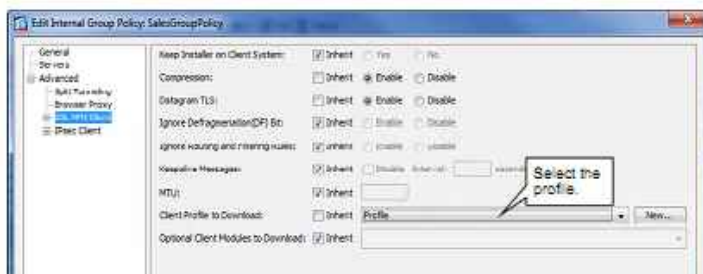 Edit Internal Group Policy: SalesGroupPolicy
General
Servers
Advanced
Split Tunneling
Browser Proxy
SSL VPN Client
IPsec Client
Keep Installer on Client System: Inherit Yes No
Compression: Inherit Enable Disable
Datagram TLS: Inherit Enable Disable
Ignore Defragmentation(DF) Bit: Inherit Enable Disable
Ignore Routing and Filtering Rules: Inherit Enable Disable
Keepalive Messages: Inherit Disable Interval:
Select the
profile.
MTU: Inherit
Client Profile to Download: Inherit Profile New...
Optional Client Modules to Download: Inherit